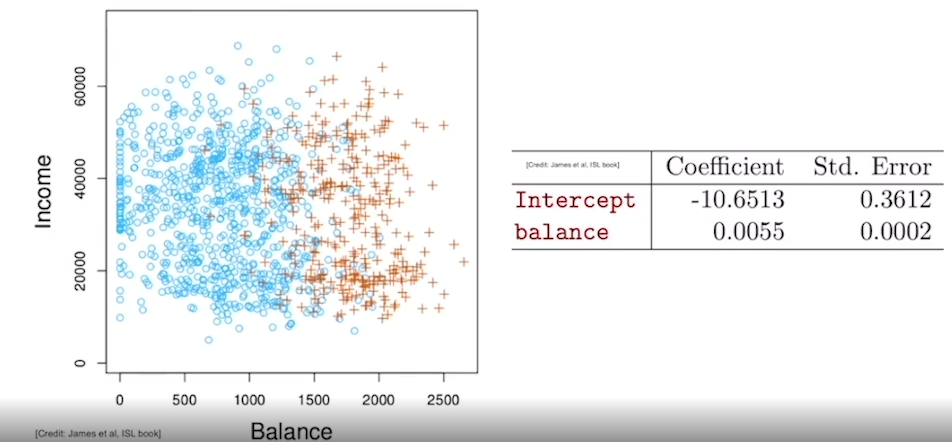 Income
60000
40000
20000
0
0 500 1000 1500 2000 2500
Balance
[Credit: James et al, ISL book]
[Credit: James et al, ISL book] Coefficient Std. Error
Intercept -10.6513 0.3612
balance 0.0055 0.0002